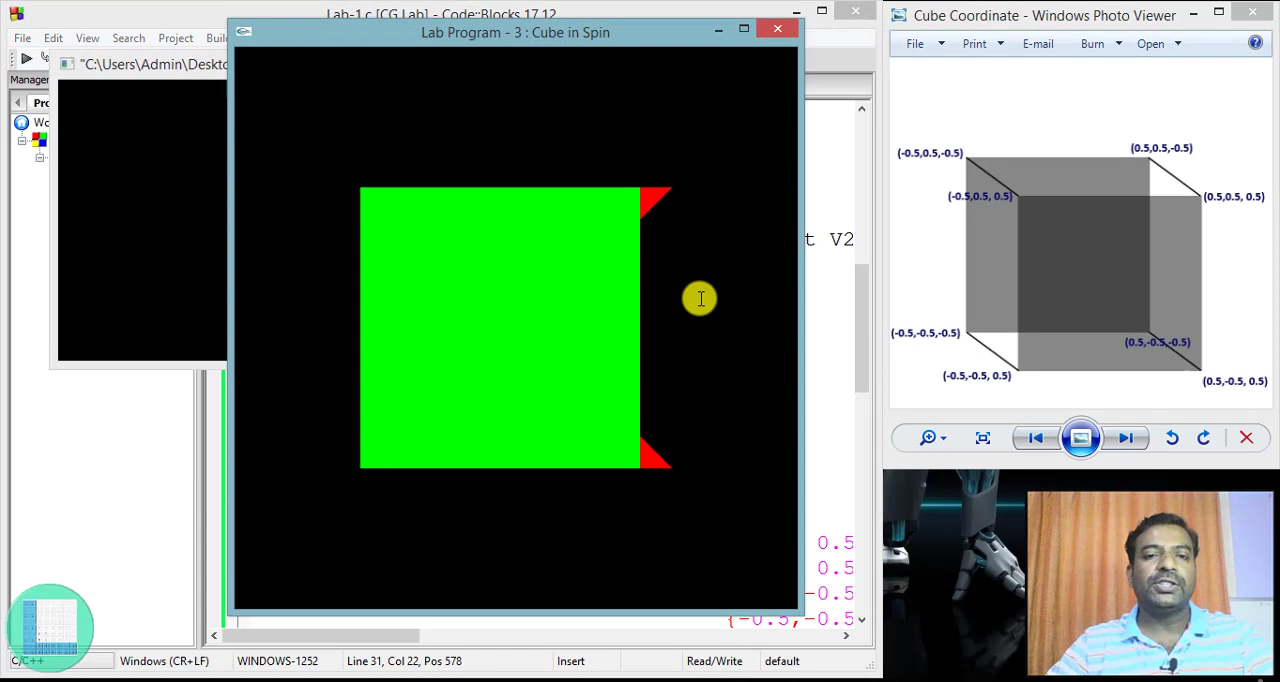 Lab-1.c [CG Lab] - Code::Blocks 17.12
File Edit View Search Project
"C:\Users\Admin\Deskto
Lab Program - 3 : Cube in Spin
t V2
0.5
0.5
-0.5
{-0.5,-0.5
C/C++ Windows (CR+LF) WINDOWS-1252 Line 31, Col 22, Pos 578 Insert Read/Write default
Cube Coordinate - Windows Photo Viewer
File Print E-mail Burn Open
(-0.5,0.5,-0.5)
(0.5,0.5,-0.5)
(-0.5,0.5, 0.5)
(0.5,0.5, 0.5)
(-0.5,-0.5,-0.5)
(0.5,-0.5,-0.5)
(-0.5,-0.5, 0.5)
(0.5,-0.5, 0.5)